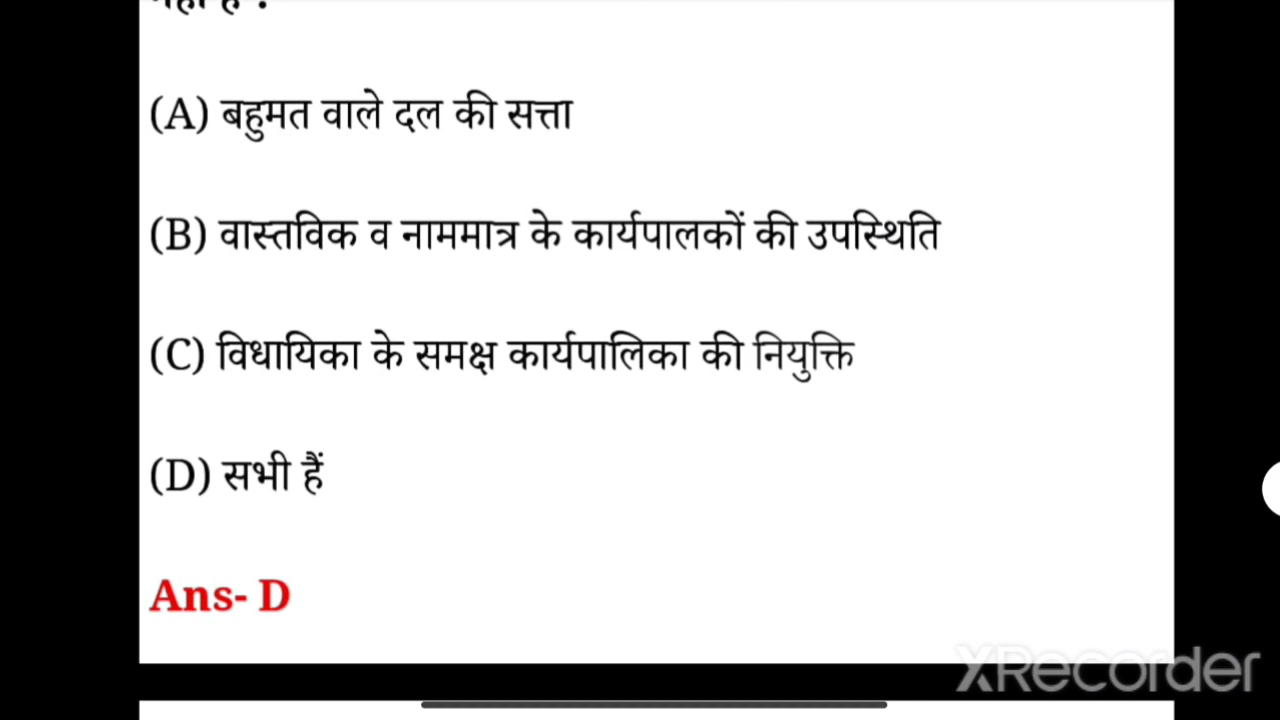 (A) बहुमत वाले दल की सत्ता
(B) वास्तविक व नाममात्र के कार्यपालकों की उपस्थिति
(C) विधायिका के समक्ष कार्यपालिका की नियुक्ति
(D) सभी हैं
Ans- D
XRecorder